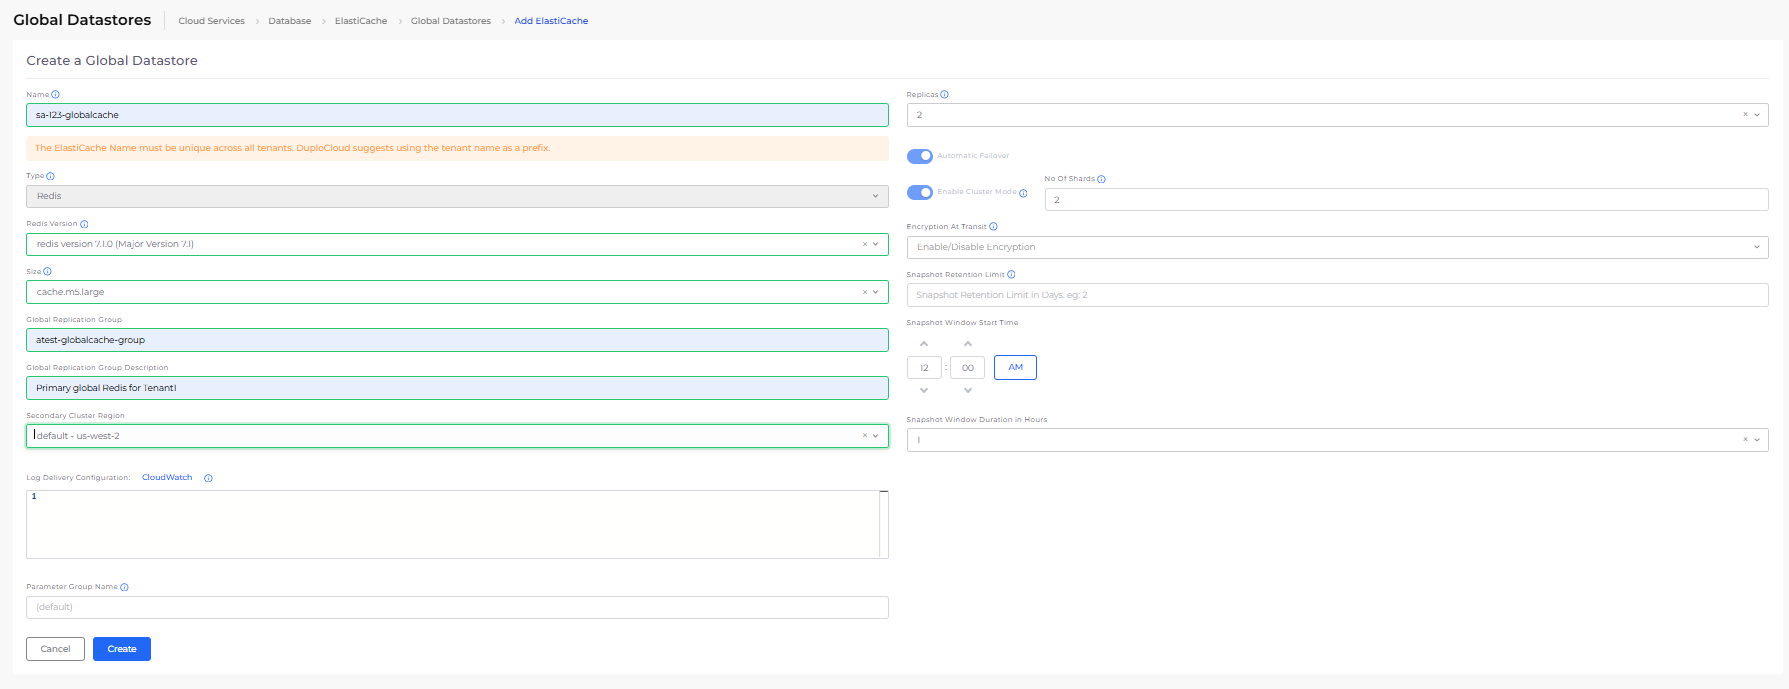 Global Datastores
Cloud Services > Database > ElastiCache > Global Datastores > Add ElastiCache
Create a Global Datastore
Name
sa-123-globalcache
The ElastiCache Name must be unique across all tenants. DuploCloud suggests using the tenant name as a prefix.
Type
Redis
Redis Version
redis version 7.1.0 (Major Version 7.1)
Size
cache.m5.large
Global Replication Group
atest-globalcache-group
Global Replication Group Description
Primary global Redis for Tenant1
Secondary Cluster Region
default - us-west-2
Log Delivery Configuration: CloudWatch
1
Parameter Group Name
(default)
Cancel Create
Replicas
2
Automatic Failover
Enable Cluster Mode
No Of Shards
2
Encryption At Transit
Enable/Disable Encryption
Snapshot Retention Limit
Snapshot Retention Limit in Days. eg: 2
Snapshot Window Start Time
12 : 00 AM
Snapshot Window Duration in Hours
1